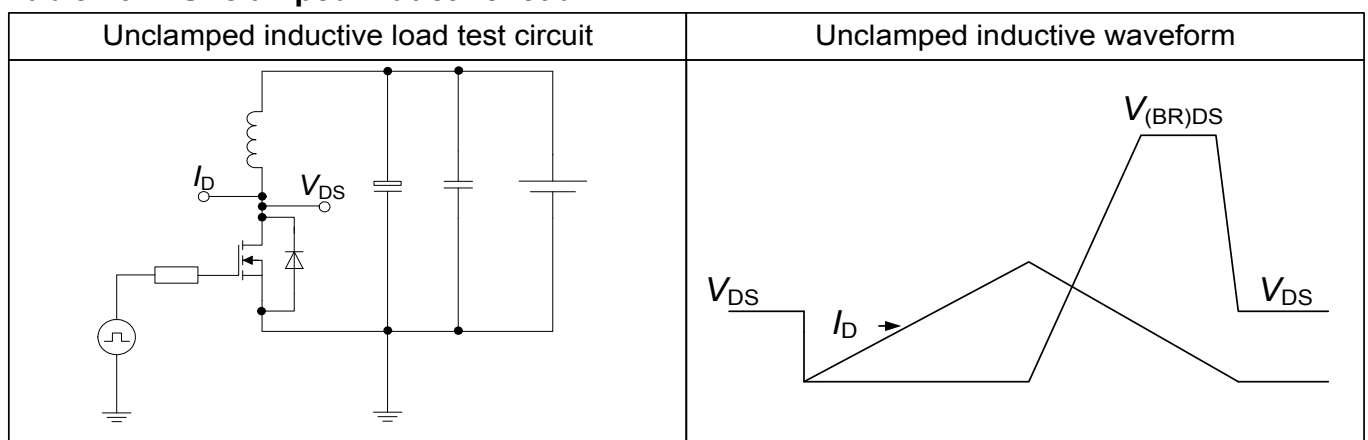 Unclamped inductive load test circuit
Unclamped inductive waveform
V(BR)DS
ID
VDS
VDS
ID
VDS